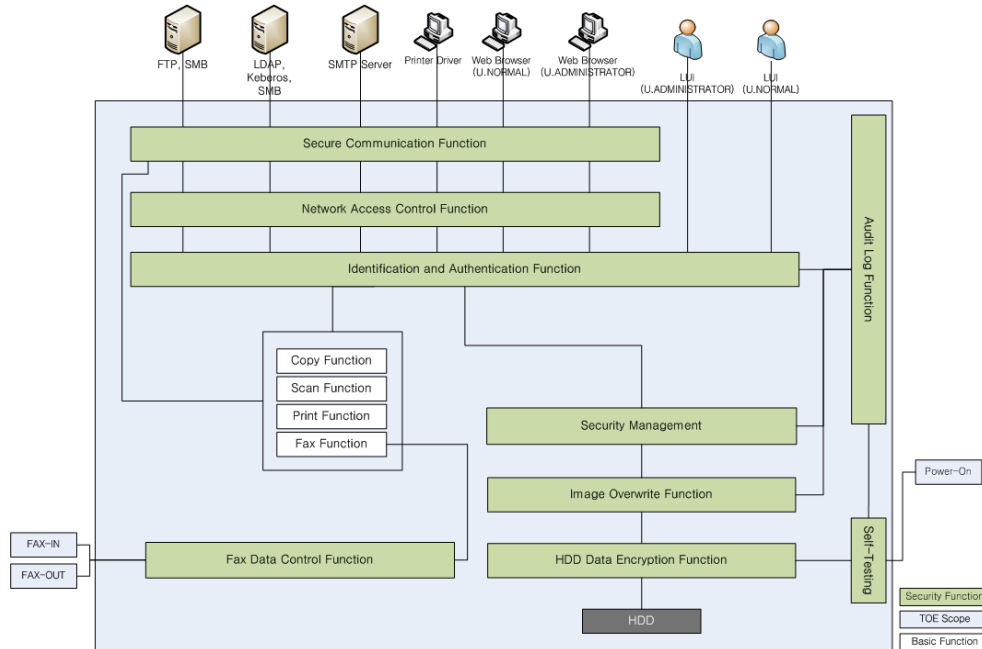 FTP, SMB
LDAP,
Keberos,
SMB
SMTP Server
Printer Driver
Web Browser
(U.NORMAL)
Web Browser
(U.ADMINISTRATOR)
LUI
(U.ADMINISTRATOR)
LUI
(U.NORMAL)
Secure Communication Function
Network Access Control Function
Identification and Authentication Function
Audit Log Function
Copy Function
Scan Function
Print Function
Fax Function
Security Management
Image Overwrite Function
Power-On
FAX-IN
FAX-OUT
Fax Data Control Function
HDD Data Encryption Function
Self-Testing
HDD
Security Function
TOE Scope
Basic Function